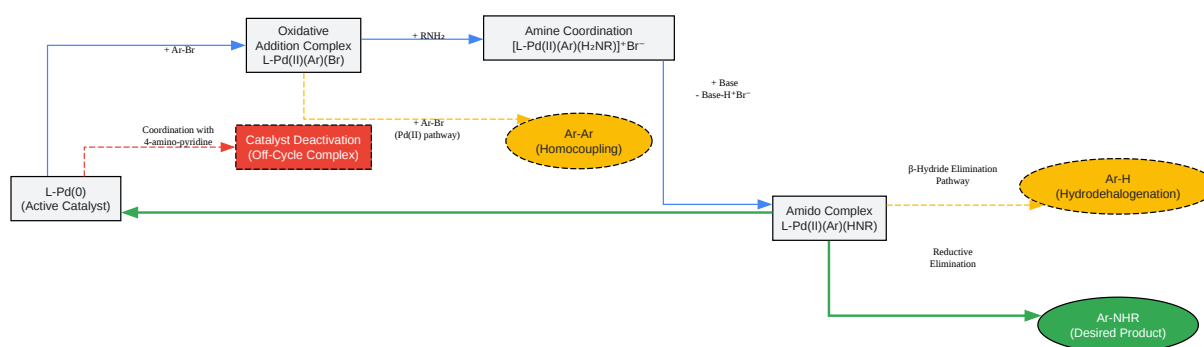 Oxidative
Addition Complex
L-Pd(II)(Ar)(Br)
Amine Coordination
[L-Pd(II)(Ar)(H₂NR)]⁺Br⁻
+ RNH₂
+ Ar-Br
+ Base
- Base-H⁺Br⁻
+ Ar-Br
(Pd(II) pathway)
Coordination with
4-amino-pyridine
Catalyst Deactivation
(Off-Cycle Complex)
Ar-Ar
(Homocoupling)
β-Hydride Elimination
Pathway
Ar-H
(Hydrodehalogenation)
L-Pd(0)
(Active Catalyst)
Amido Complex
L-Pd(II)(Ar)(HNR)
Reductive
Elimination
Ar-NHR
(Desired Product)